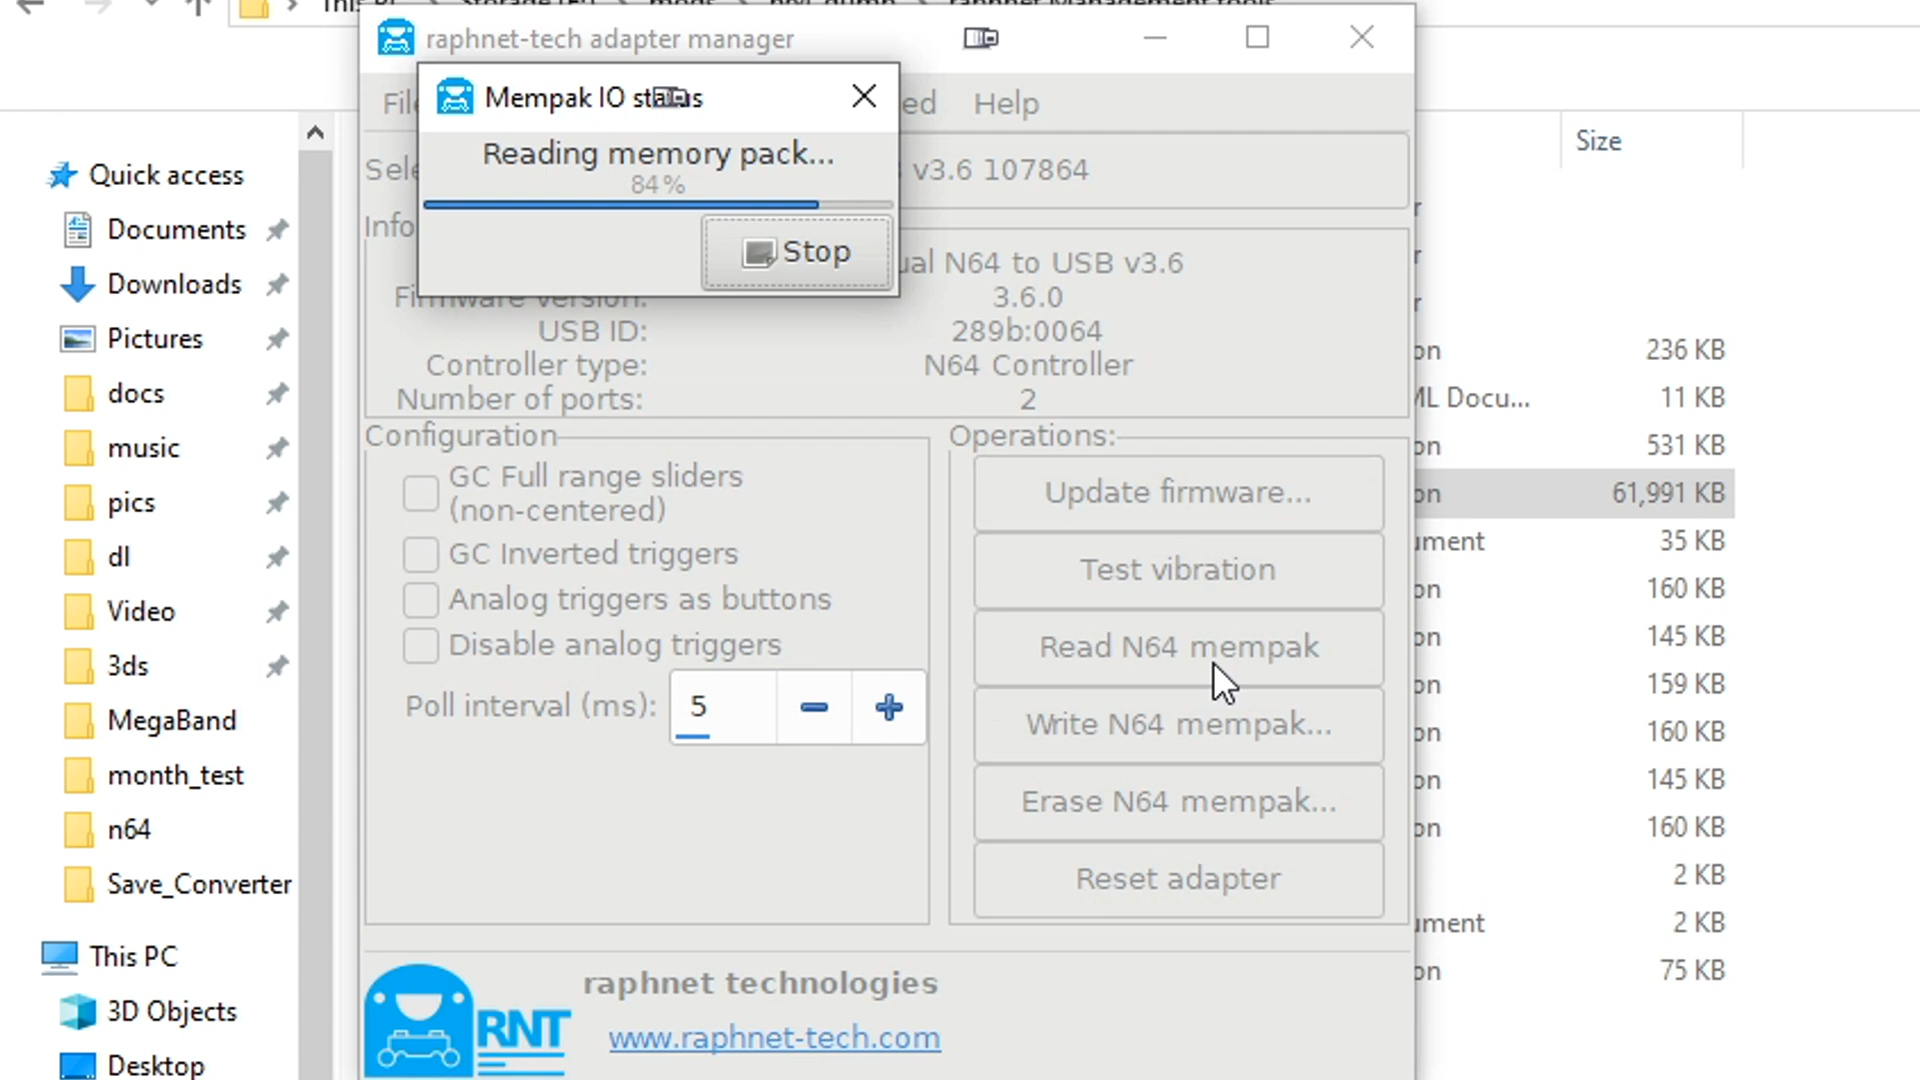 raphnet-tech adapter manager
Mempak IO status
Help
Reading memory pack...
84%
Stop
v3.6 107864
N64 to USB v3.6
3.6.0
USB ID:
289b:0064
Controller type:
N64 Controller
Number of ports:
2
Configuration
GC Full range sliders
(non-centered)
GC Inverted triggers
Analog triggers as buttons
Disable analog triggers
Poll interval (ms):
5
Operations:
Update firmware...
Test vibration
Read N64 mempak
Write N64 mempak...
Erase N64 mempak...
Reset adapter
raphnet technologies
RNT
www.raphnet-tech.com
Quick access
Documents
Downloads
Pictures
docs
music
pics
dl
Video
3ds
MegaBand
month_test
n64
Save_Converter
This PC
3D Objects
Desktop
Size
236 KB
ML Docu...
11 KB
531 KB
61,991 KB
35 KB
160 KB
145 KB
159 KB
160 KB
145 KB
160 KB
2 KB
2 KB
75 KB